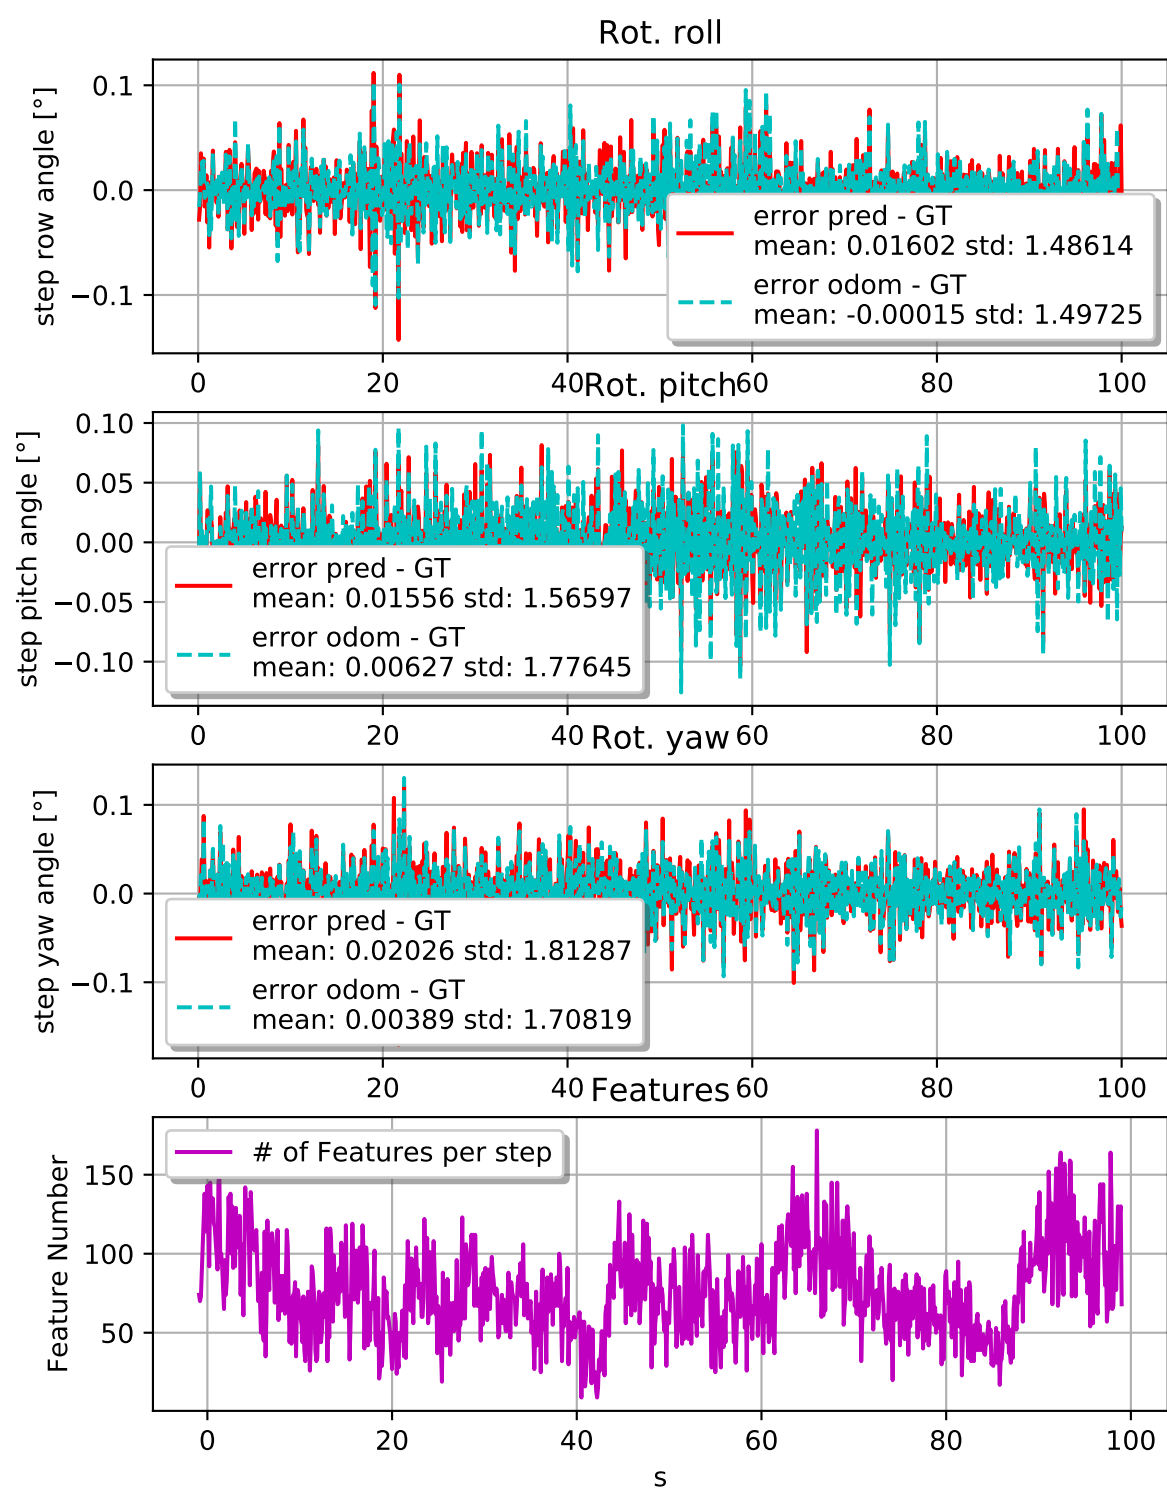 Rot. roll
step row angle [°]
0.1
0.0
−0.1
error pred - GT
mean: 0.01602 std: 1.48614
error odom - GT
mean: -0.00015 std: 1.49725
0 20 40 60 80 100
Rot. pitch
step pitch angle [°]
0.10
0.05
0.00
−0.05
−0.10
error pred - GT
mean: 0.01556 std: 1.56597
error odom - GT
mean: 0.00627 std: 1.77645
0 20 40 60 80 100
Rot. yaw
step yaw angle [°]
0.1
0.0
−0.1
error pred - GT
mean: 0.02026 std: 1.81287
error odom - GT
mean: 0.00389 std: 1.70819
0 20 40 60 80 100
Features
Feature Number
150
100
50
# of Features per step
0 20 40 60 80 100
s